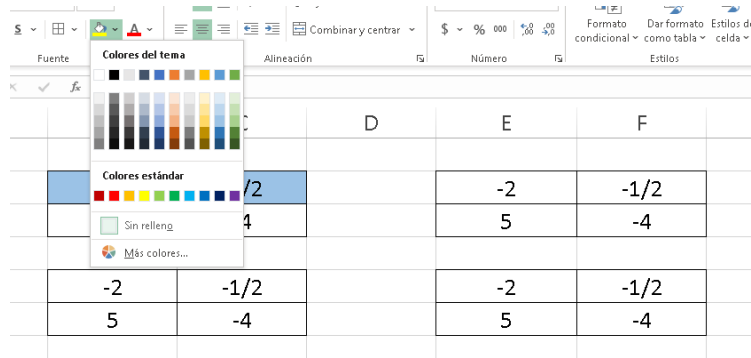 S Combinar y centrar $ % 000 Formato Dar formato Estilos de
condicional como tabla celda
Fuente Alineación Número Estilos
Colores del tema
fx
D E F
Colores estándar
/2 -2 -1/2
Sin relleno 4 5 -4
Más colores...
-2 -1/2 -2 -1/2
5 -4 5 -4